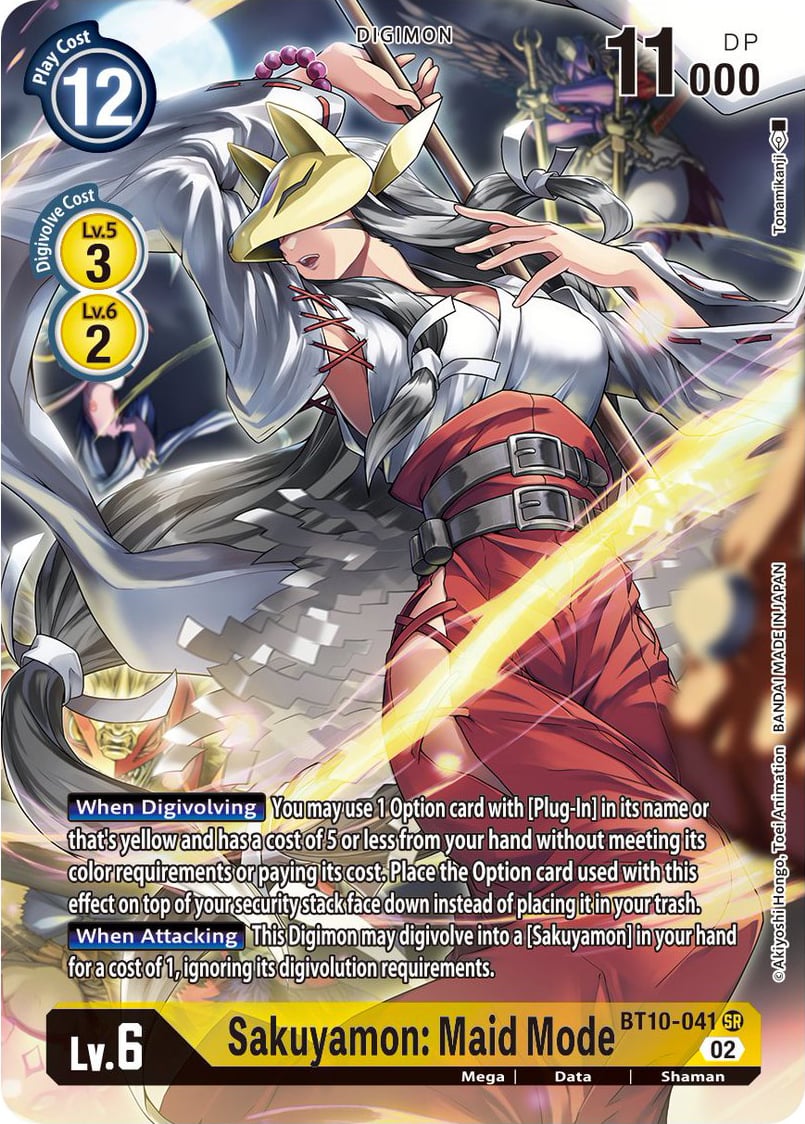 Play Cost
12
DIGIMON
11000
DP
Digivolve Cost
Lv.5
3
Lv.6
2
Tonamikanji
When Digivolving You may use 1 Option card with [Plug-In] in its name or
that's yellow and has a cost of 5 or less from your hand without meeting its
color requirements or paying its cost. Place the Option card used with this
effect on top of your security stack face down instead of placing it in your trash.
When Attacking This Digimon may digivolve into a [Sakuyamon] in your hand
for a cost of 1, ignoring its digivolution requirements.
©Akiyoshi Hongo, Toei Animation BANDAI MADE IN JAPAN
Lv.6
Sakuyamon: Maid Mode
BT10-041 SR
02
Mega | Data | Shaman